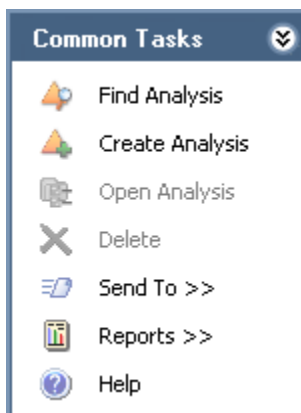 Common Tasks
Find Analysis
Create Analysis
Open Analysis
Delete
Send To >>
Reports >>
Help